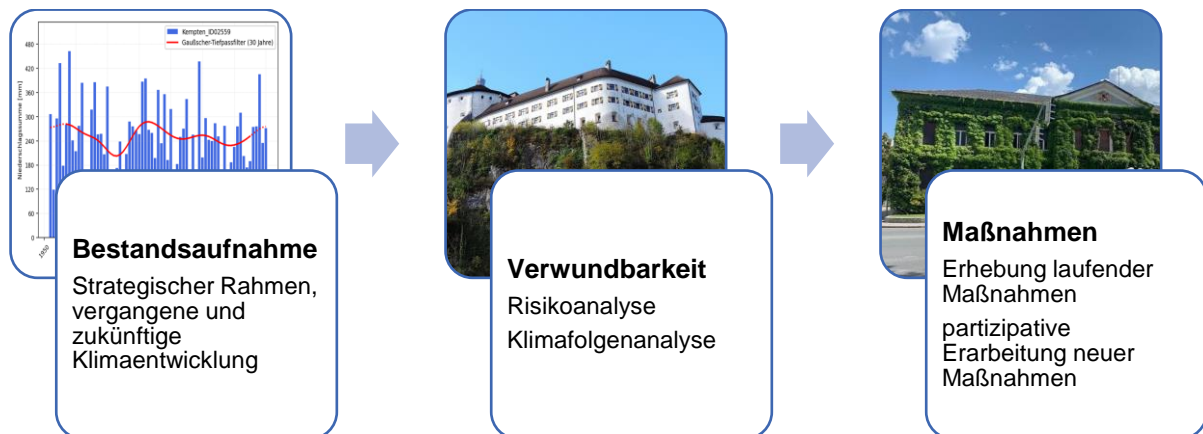 Kempten_ID02559
Gaußscher-Tiefpassfilter (30 Jahre)
Niederschlagssumme [mm]
480
420
360
300
240
180
120
60
0
1950
Bestandsaufnahme
Strategischer Rahmen,
vergangene und
zukünftige
Klimaentwicklung
Verwundbarkeit
Risikoanalyse
Klimafolgenanalyse
Maßnahmen
Erhebung laufender
Maßnahmen
partizipative
Erarbeitung neuer
Maßnahmen